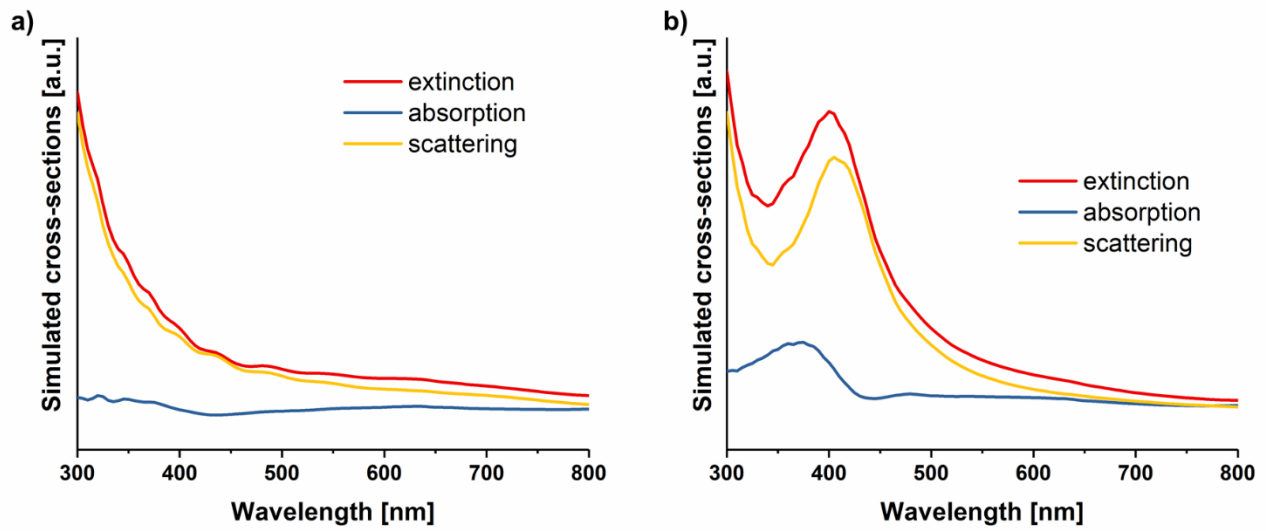 a)
Simulated cross-sections [a.u.]
extinction
absorption
scattering
300 400 500 600 700 800
Wavelength [nm]
b)
Simulated cross-sections [a.u.]
extinction
absorption
scattering
300 400 500 600 700 800
Wavelength [nm]